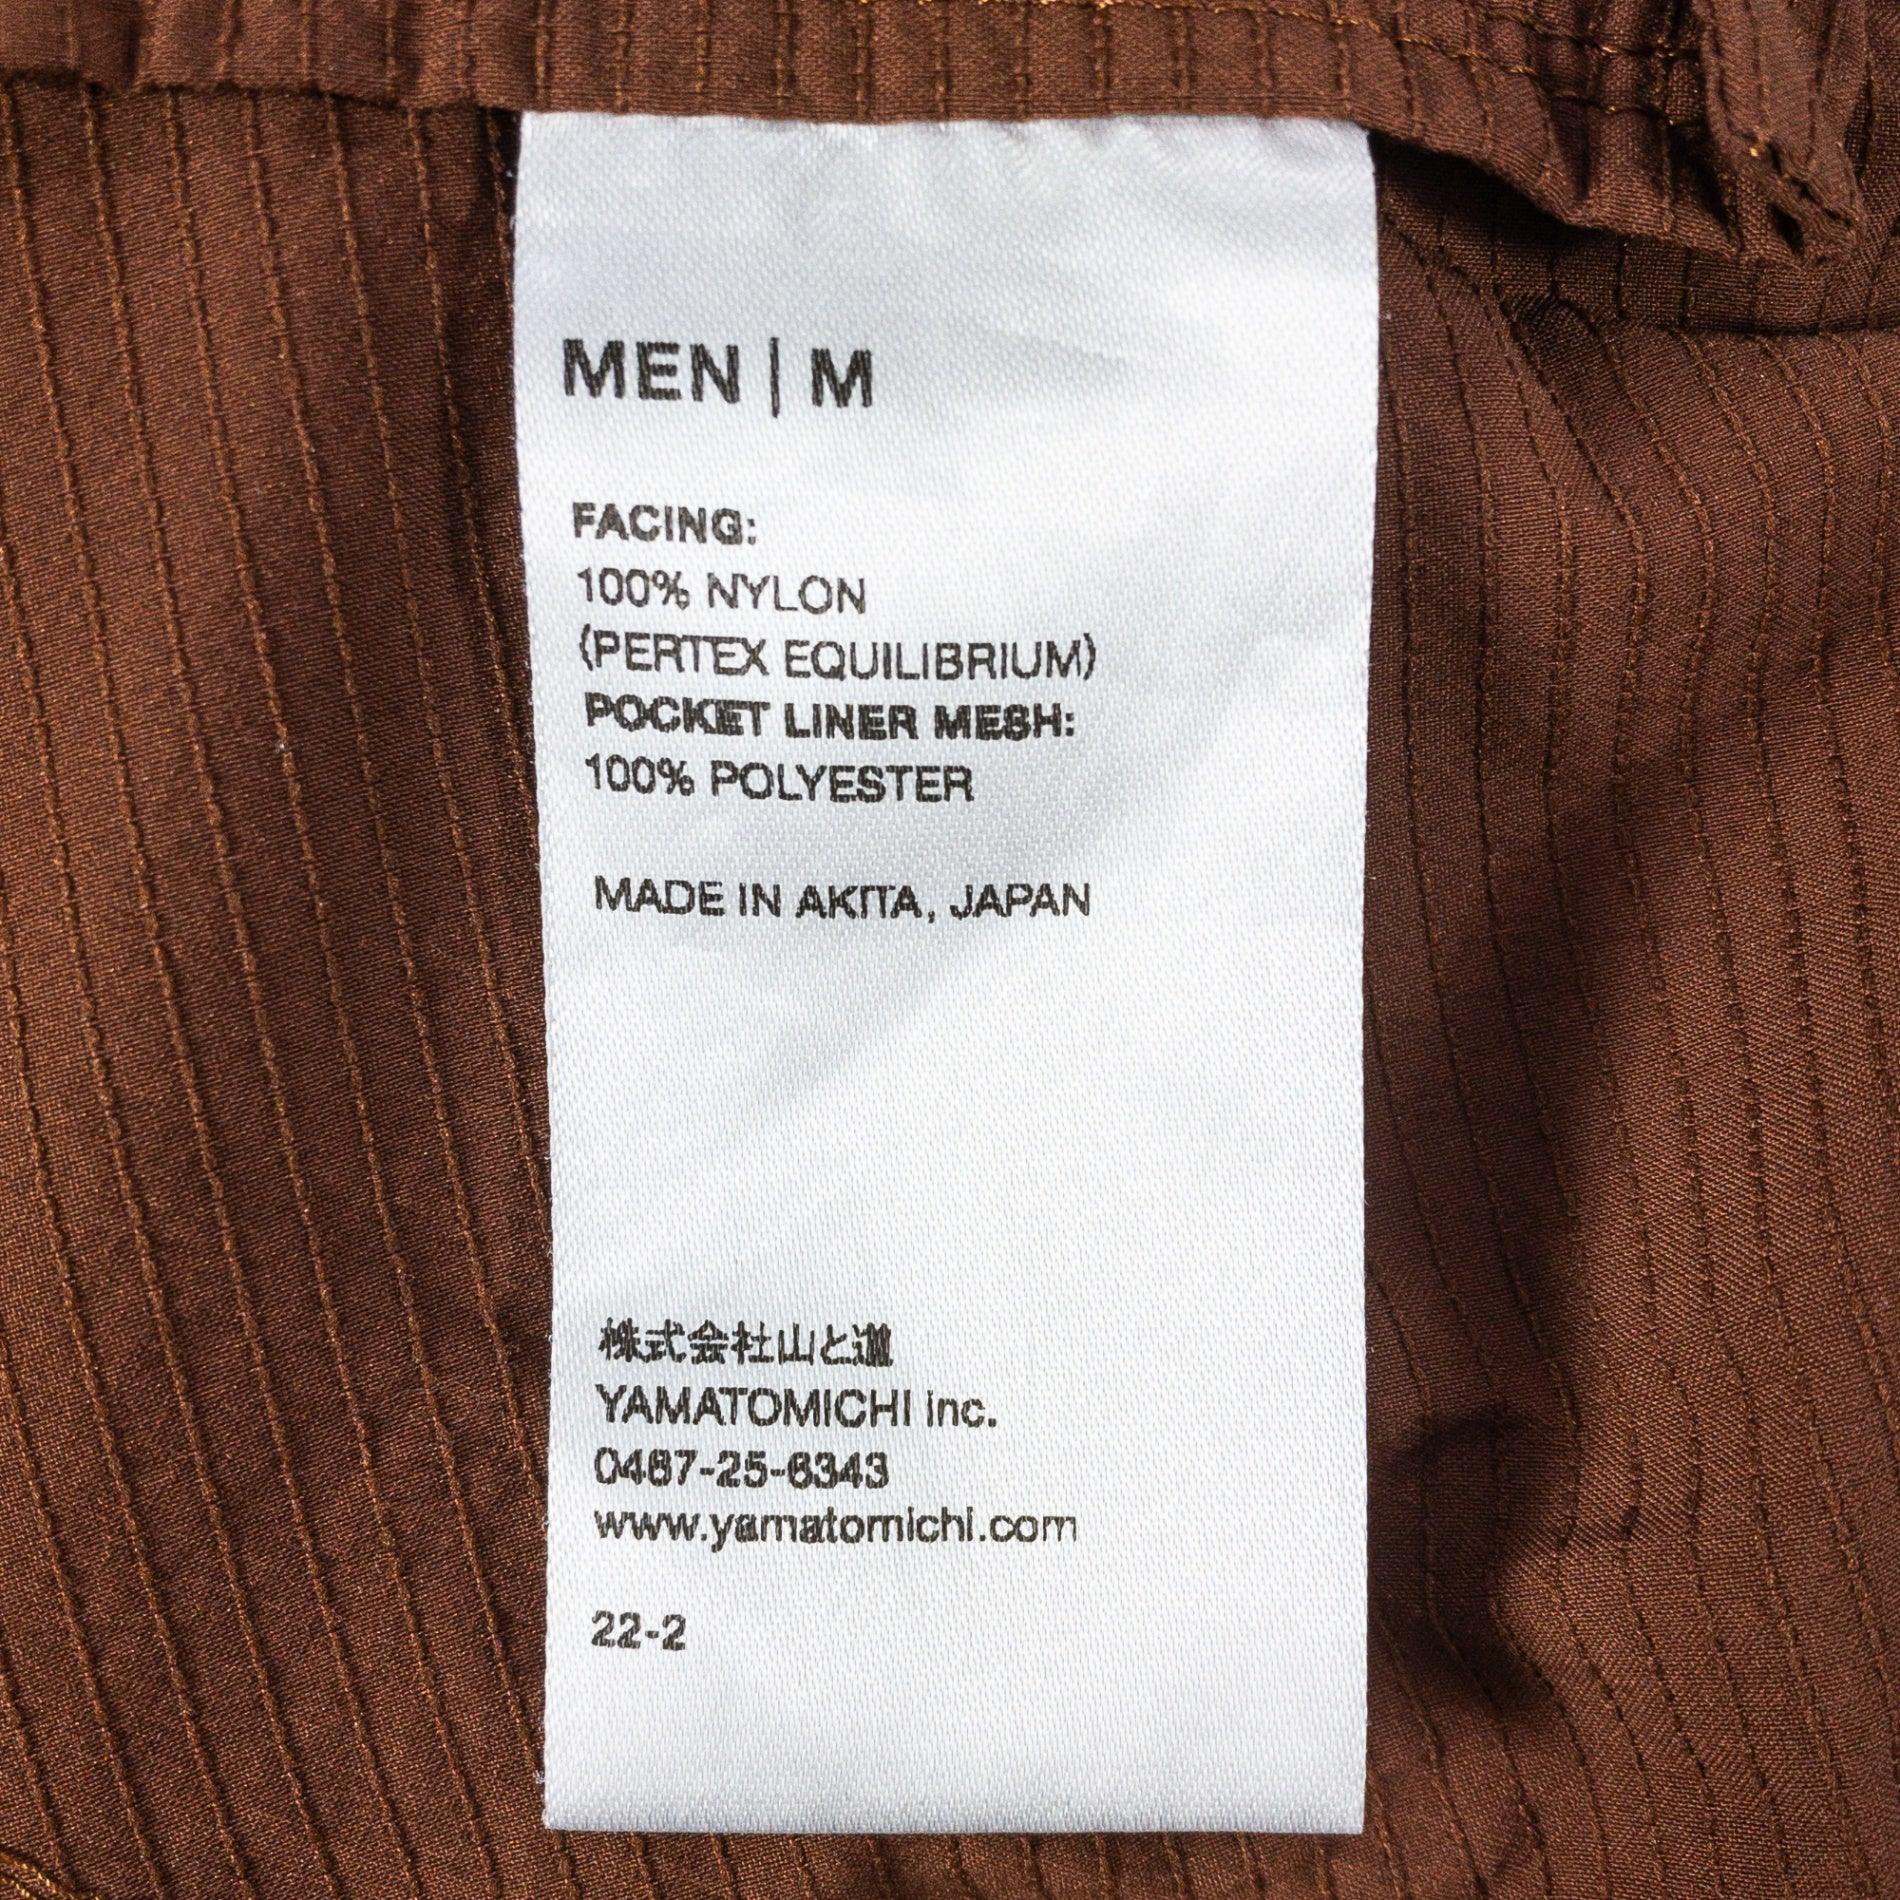 MEN | M
FACING:
100% NYLON
(PERTEX EQUILIBRIUM)
POCKET LINER MESH:
100% POLYESTER
MADE IN AKITA, JAPAN
株式会社山と道
YAMATOMICHI inc.
0467-25-6343
www.yamatomichi.com
22-2